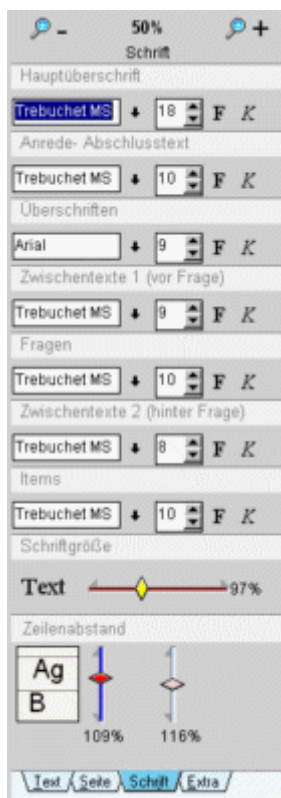 - 50% +
Schrift
Hauptüberschrift
Trebuchet MS 18 F K
Anrede- Abschlusstext
Trebuchet MS 10 F K
Überschriften
Arial 9 F K
Zwischentexte 1 (vor Frage)
Trebuchet MS 9 F K
Fragen
Trebuchet MS 10 F K
Zwischentexte 2 (hinter Frage)
Trebuchet MS 8 F K
Items
Trebuchet MS 10 F K
Schriftgröße
Text 97%
Zeilenabstand
Ag
B
109% 116%
Text Seite Schrift Extra